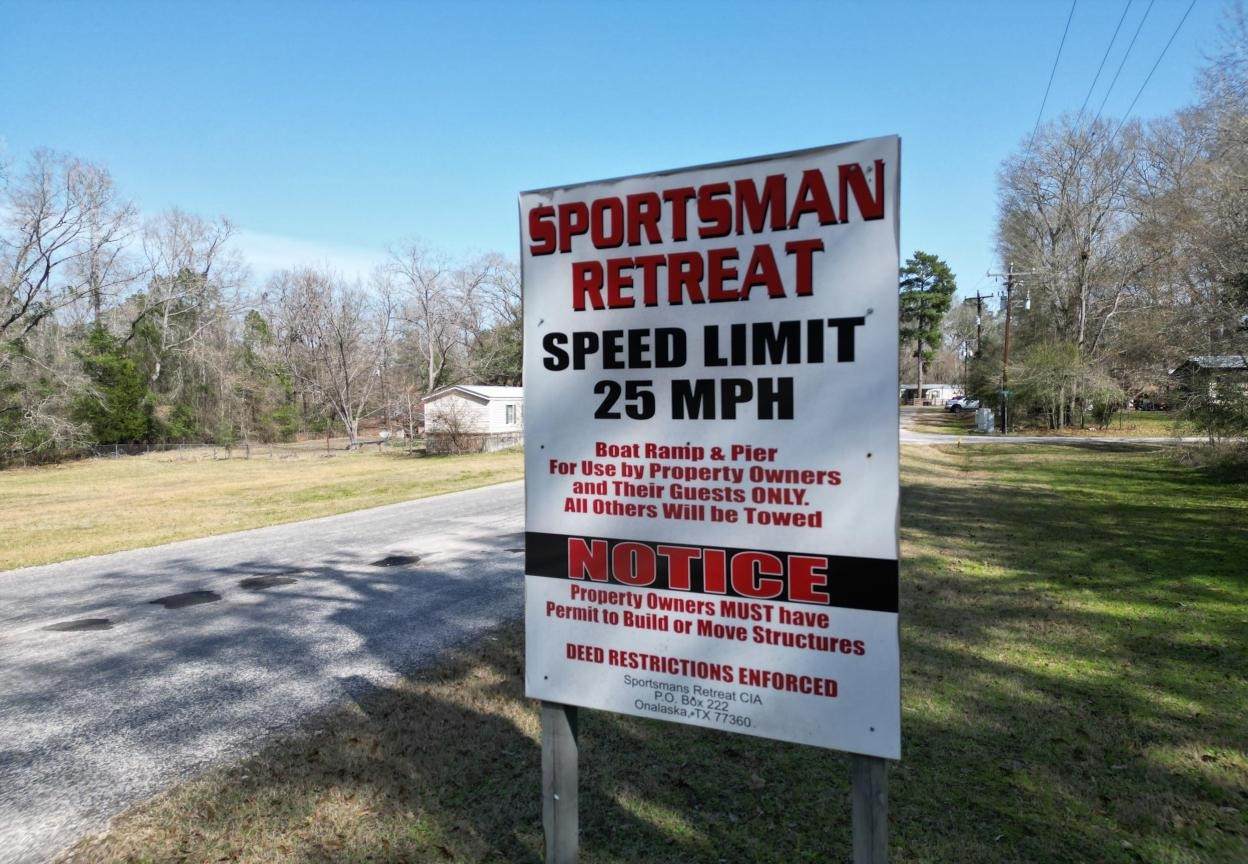 SPORTSMAN
RETREAT
SPEED LIMIT
25 MPH
Boat Ramp & Pier
For Use by Property Owners
and Their Guests ONLY.
All Others Will be Towed
NOTICE
Property Owners MUST have
Permit to Build or Move Structures
DEED RESTRICTIONS ENFORCED
Sportsmans Retreat CIA
P.O. Box 222
Onalaska, TX 77360